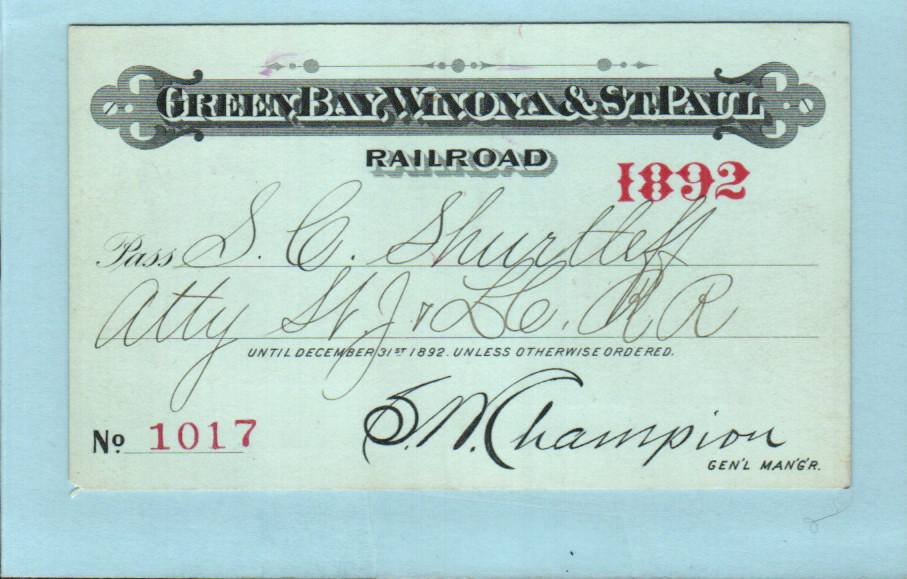 GREEN BAY, WINONA & ST. PAUL
RAILROAD
1892
Pass S. C. Shurtleff
Atty St. J & L C. R R
UNTIL DECEMBER 31ST 1892. UNLESS OTHERWISE ORDERED.
No. 1017
S. W. Champion
GEN'L MAN'G'R.